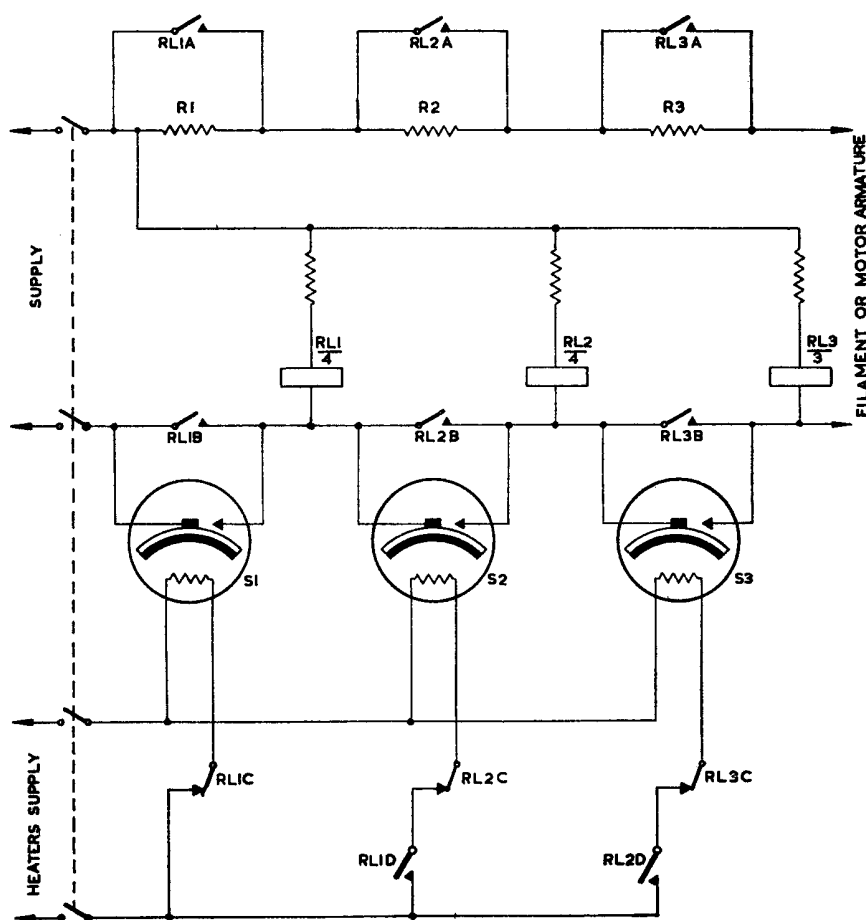 RL1A
RL2A
RL3A
R1
R2
R3
SUPPLY
FILAMENT OR MOTOR ARMATURE
RL1
4
RL2
4
RL3
3
RL1B
RL2B
RL3B
S1
S2
S3
HEATERS SUPPLY
RL1C
RL2C
RL3C
RL1D
RL2D